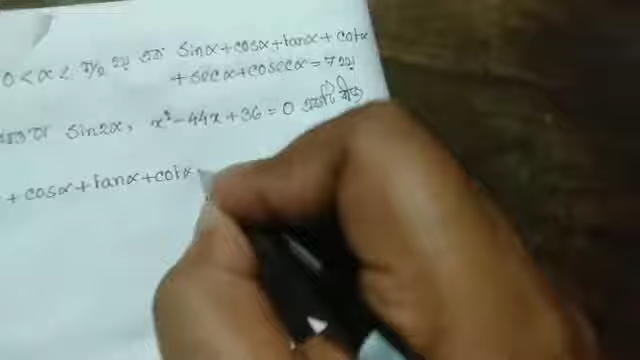 0 < α < π/2 হয় এবং sinα+cosα+tanα+cotα
+secα+cosecα=7 হয়
sin2α, x²-44x+36=0
+cosα+tanα+cotα